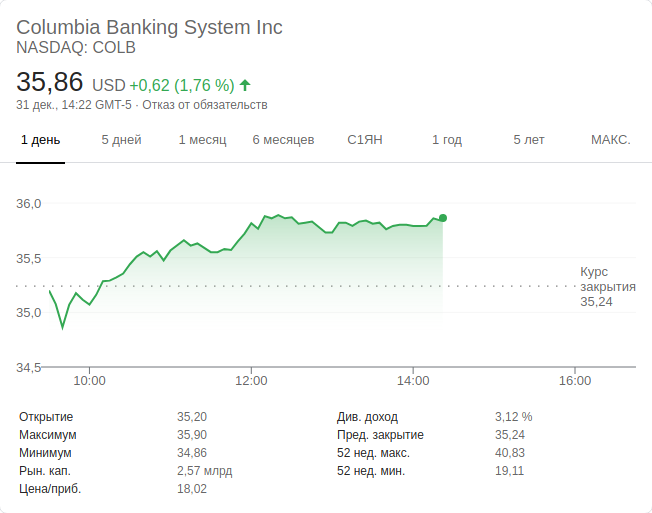 Columbia Banking System Inc
NASDAQ: COLB
35,86 USD +0,62 (1,76 %)
31 дек., 14:22 GMT-5 · Отказ от обязательств
1 день 5 дней 1 месяц 6 месяцев С1ЯН 1 год 5 лет МАКС.
36,0
35,5
Курс
закрытия
35,24
35,0
34,5
10:00 12:00 14:00 16:00
Открытие 35,20 Див. доход 3,12 %
Максимум 35,90 Пред. закрытие 35,24
Минимум 34,86 52 нед. макс. 40,83
Рын. кап. 2,57 млрд 52 нед. мин. 19,11
Цена/приб. 18,02